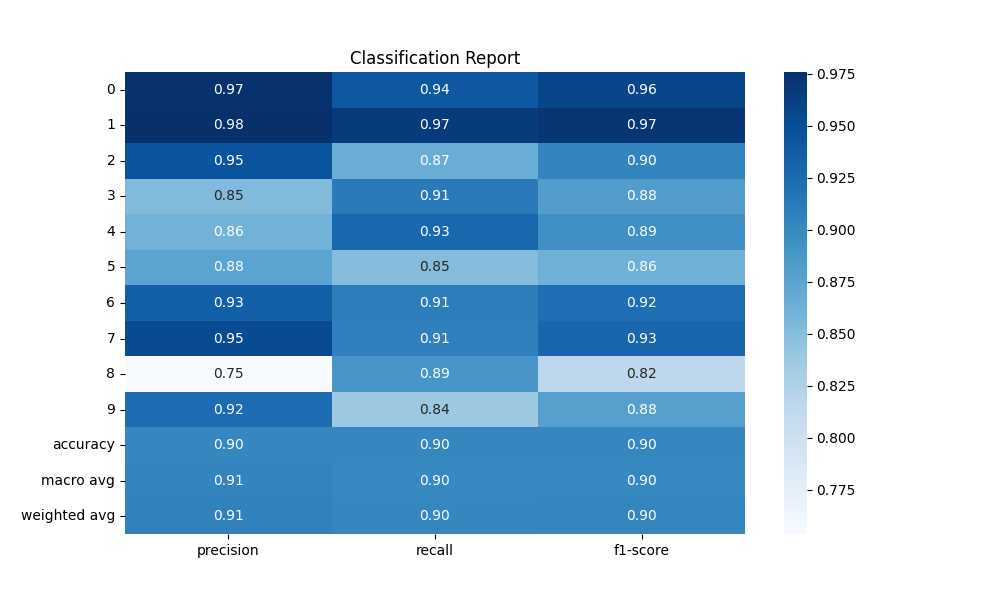 Classification Report
0 0.97 0.94 0.96 0.975
1 0.98 0.97 0.97 0.950
2 0.95 0.87 0.90 0.925
3 0.85 0.91 0.88
4 0.86 0.93 0.89 0.900
5 0.88 0.85 0.86 0.875
6 0.93 0.91 0.92
7 0.95 0.91 0.93 0.850
8 0.75 0.89 0.82 0.825
9 0.92 0.84 0.88
accuracy 0.90 0.90 0.90 0.800
macro avg 0.91 0.90 0.90 0.775
weighted avg 0.91 0.90 0.90
precision recall f1-score